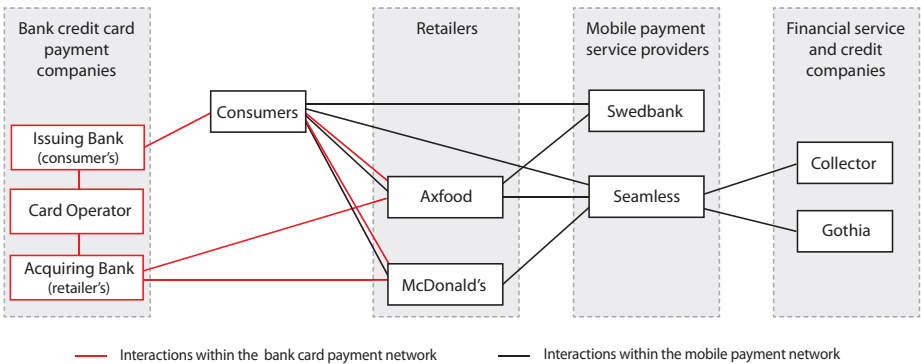 Bank credit card
payment
companies
Retailers
Mobile payment
service providers
Financial service
and credit
companies
Consumers
Swedbank
Issuing Bank
(consumer's)
Collector
Card Operator
Axfood
Seamless
Gothia
Acquiring Bank
(retailer's)
McDonald's
Interactions within the bank card payment network
Interactions within the mobile payment network